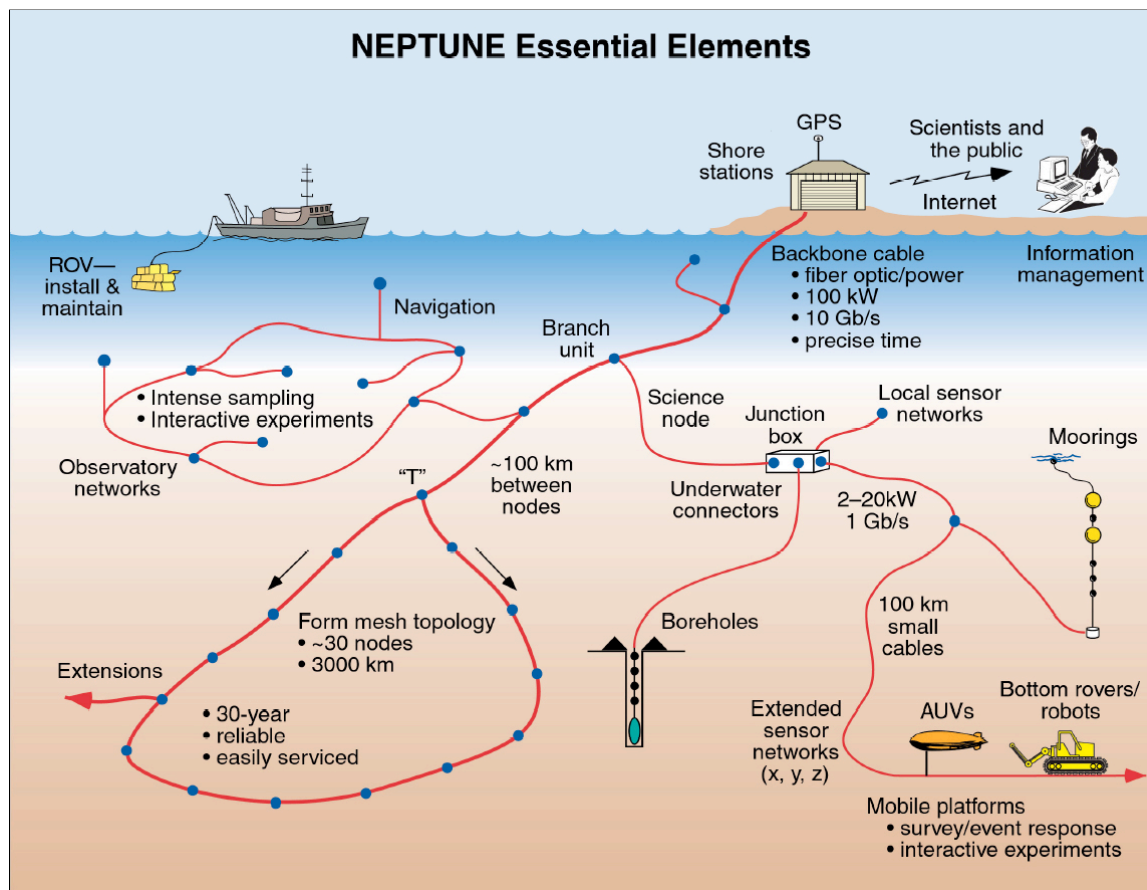 NEPTUNE Essential Elements
GPS
Shore
stations
Scientists and
the public
Internet
Information
management
ROV—
install &
maintain
Navigation
Backbone cable
• fiber optic/power
• 100 kW
• 10 Gb/s
• precise time
Branch
unit
• Intense sampling
• Interactive experiments
Observatory
networks
Science
node
Junction
box
Local sensor
networks
Moorings
"T"
~100 km
between
nodes
Underwater
connectors
2–20kW
1 Gb/s
Form mesh topology
• ~30 nodes
• 3000 km
Boreholes
100 km
small
cables
Extensions
• 30-year
• reliable
• easily serviced
Extended
sensor
networks
(x, y, z)
AUVs
Bottom rovers/
robots
Mobile platforms
• survey/event response
• interactive experiments